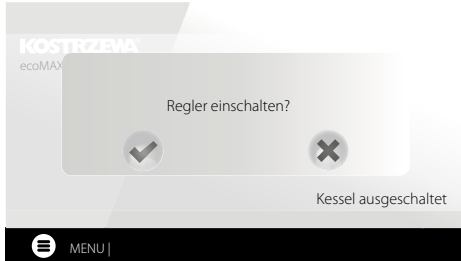 KOSTRZEWA
ecoMAX
Regler einschalten?
Kessel ausgeschaltet
MENU |